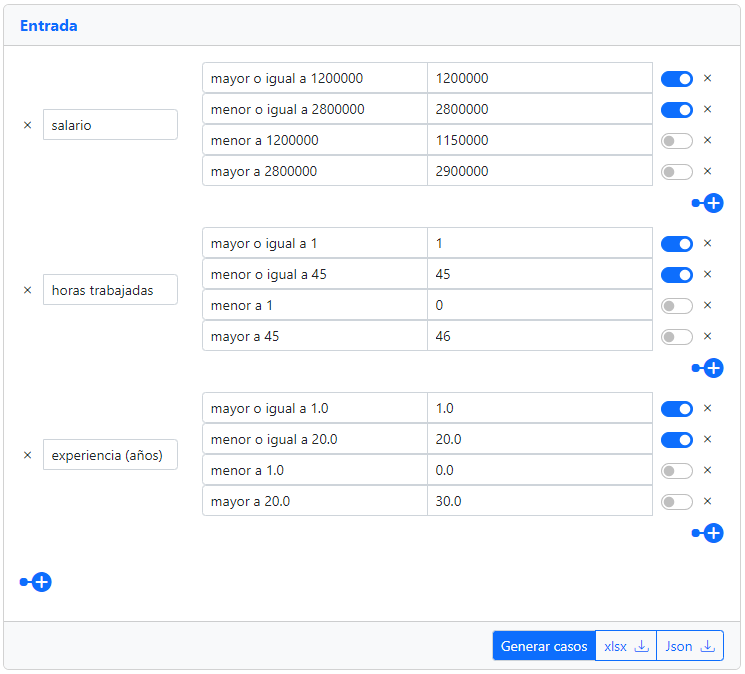 Entrada
salario
mayor o igual a 1200000 1200000
menor o igual a 2800000 2800000
menor a 1200000 1150000
mayor a 2800000 2900000
horas trabajadas
mayor o igual a 1 1
menor o igual a 45 45
menor a 1 0
mayor a 45 46
experiencia (años)
mayor o igual a 1.0 1.0
menor o igual a 20.0 20.0
menor a 1.0 0.0
mayor a 20.0 30.0
Generar casos xlsx Json